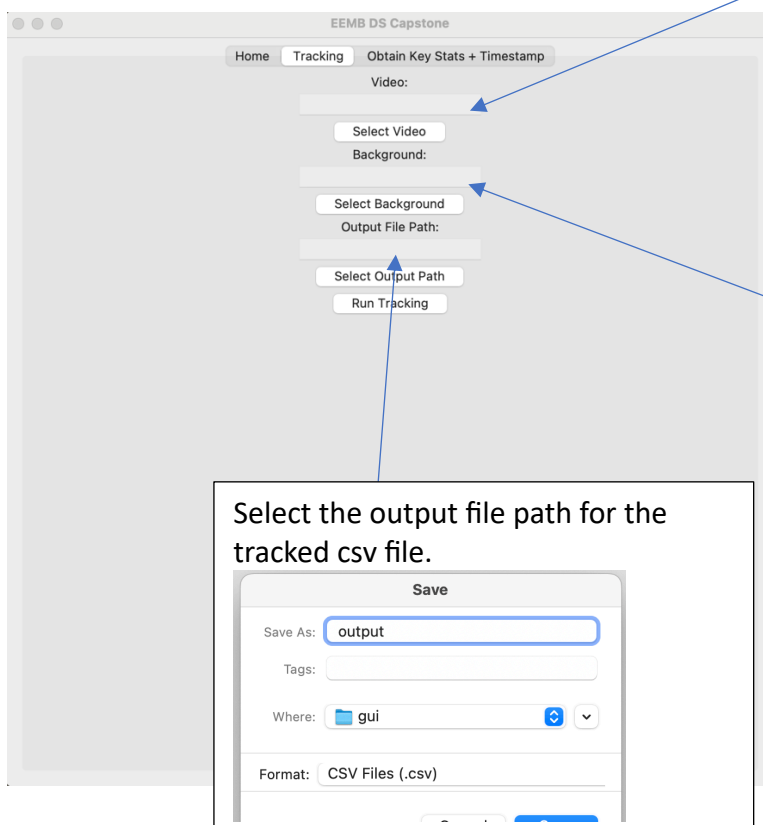 EEMB DS Capstone
Home Tracking Obtain Key Stats + Timestamp
Video:
Select Video
Background:
Select Background
Output File Path:
Select Output Path
Run Tracking
Select the output file path for the
tracked csv file.
Save
Save As: output
Tags:
Where: gui
Format: CSV Files (.csv)